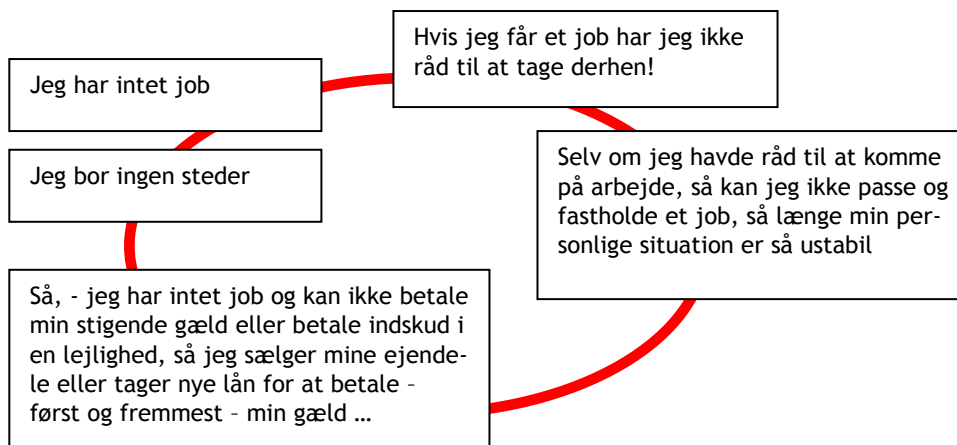 Jeg har intet job
Hvis jeg får et job har jeg ikke
råd til at tage derhen!
Selv om jeg havde råd til at komme
på arbejde, så kan jeg ikke passe og
fastholde et job, så længe min per-
sonlige situation er så ustabil
Så, - jeg har intet job og kan ikke betale
min stigende gæld eller betale indskud i
en lejlighed, så jeg sælger mine ejende-
le eller tager nye lån for at betale –
først og fremmest – min gæld …
Jeg bor ingen steder